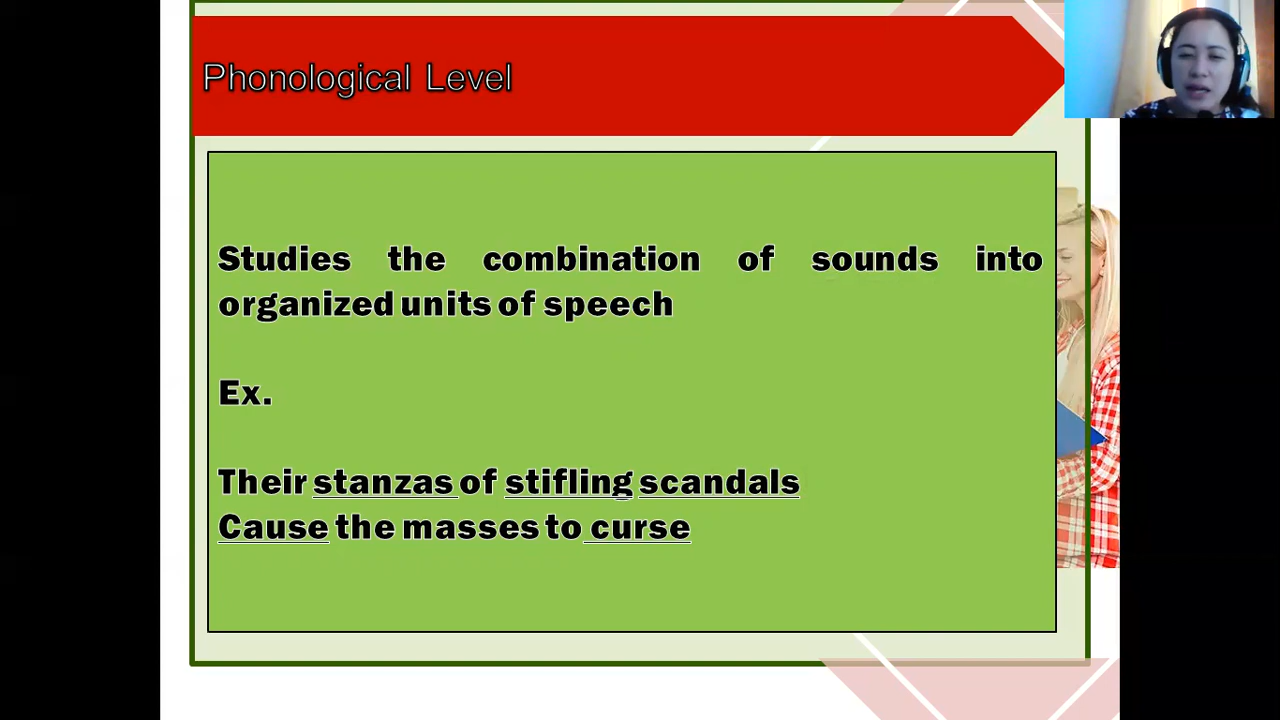 Phonological Level
Studies the combination of sounds into
organized units of speech
Ex.
Their stanzas of stifling scandals
Cause the masses to curse